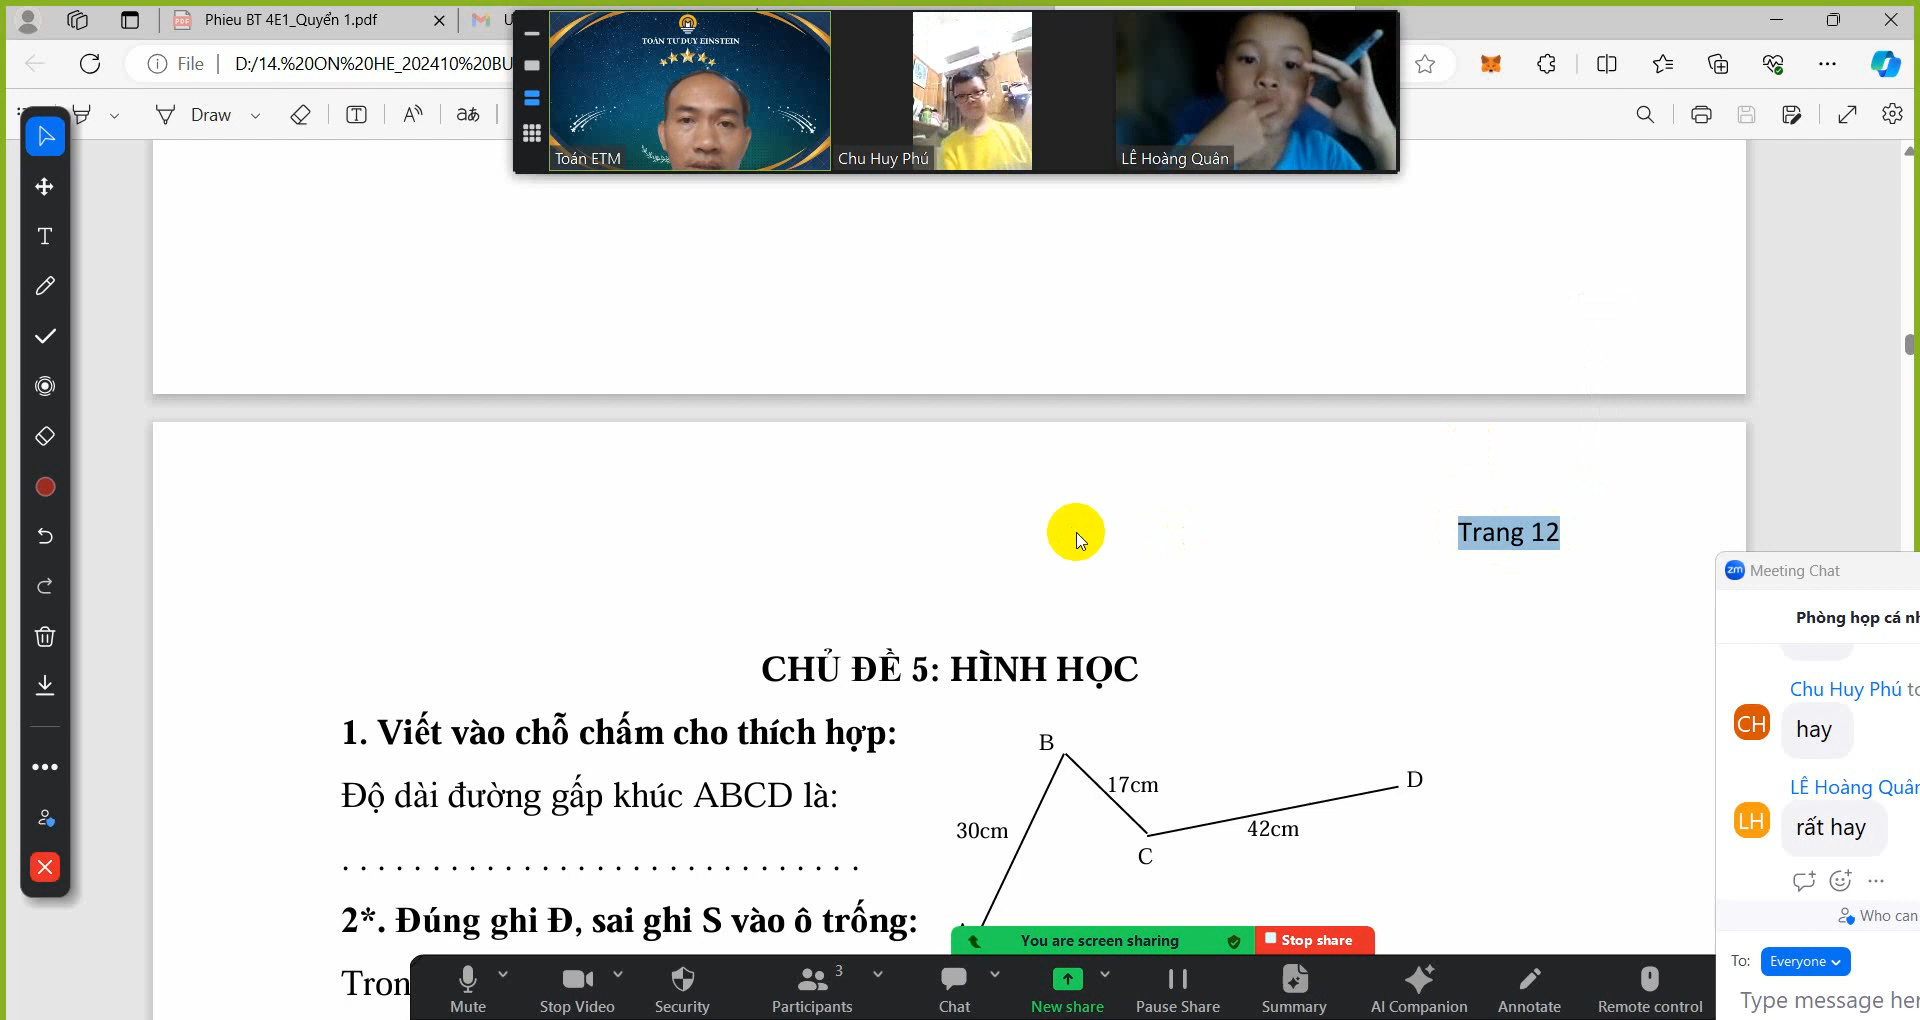 Phieu BT 4E1_Quyển 1.pdf
File
D:/14.%20ON%20HE_202410%20BU
Draw
TOÁN TƯ DUY EINSTEIN
Toán ETM
Chu Huy Phú
LÊ Hoàng Quân
Trang 12
CHỦ ĐỀ 5: HÌNH HỌC
1. Viết vào chỗ chấm cho thích hợp:
Độ dài đường gấp khúc ABCD là:
. . . . . . . . . . . . . . . . . . . . . . . . . . . . . .
B
17cm
D
30cm
42cm
C
2*. Đúng ghi Đ, sai ghi S vào ô trống:
Tron
You are screen sharing
Stop share
Mute
Stop Video
Security
Participants
3
Chat
New share
Pause Share
Summary
AI Companion
Annotate
Remote control
zm Meeting Chat
Phòng họp cá nh
Chu Huy Phú to
CH
hay
LÊ Hoàng Quân
LH
rất hay
Who can
To: Everyone
Type message her